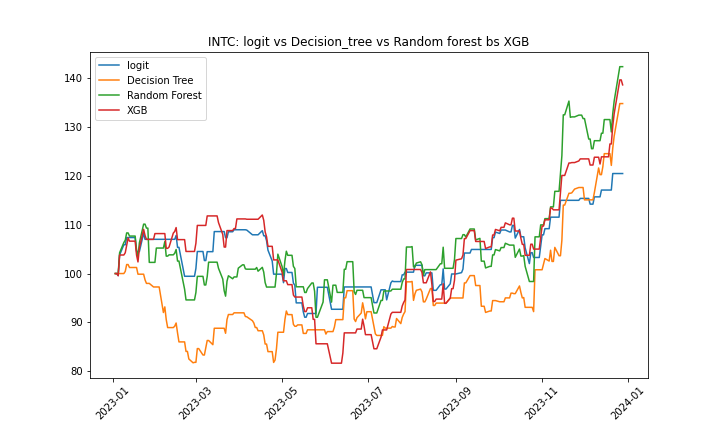 INTC: logit vs Decision_tree vs Random forest bs XGB
logit
Decision Tree
Random Forest
XGB
140
130
120
110
100
90
80
2023-01
2023-03
2023-05
2023-07
2023-09
2023-11
2024-01